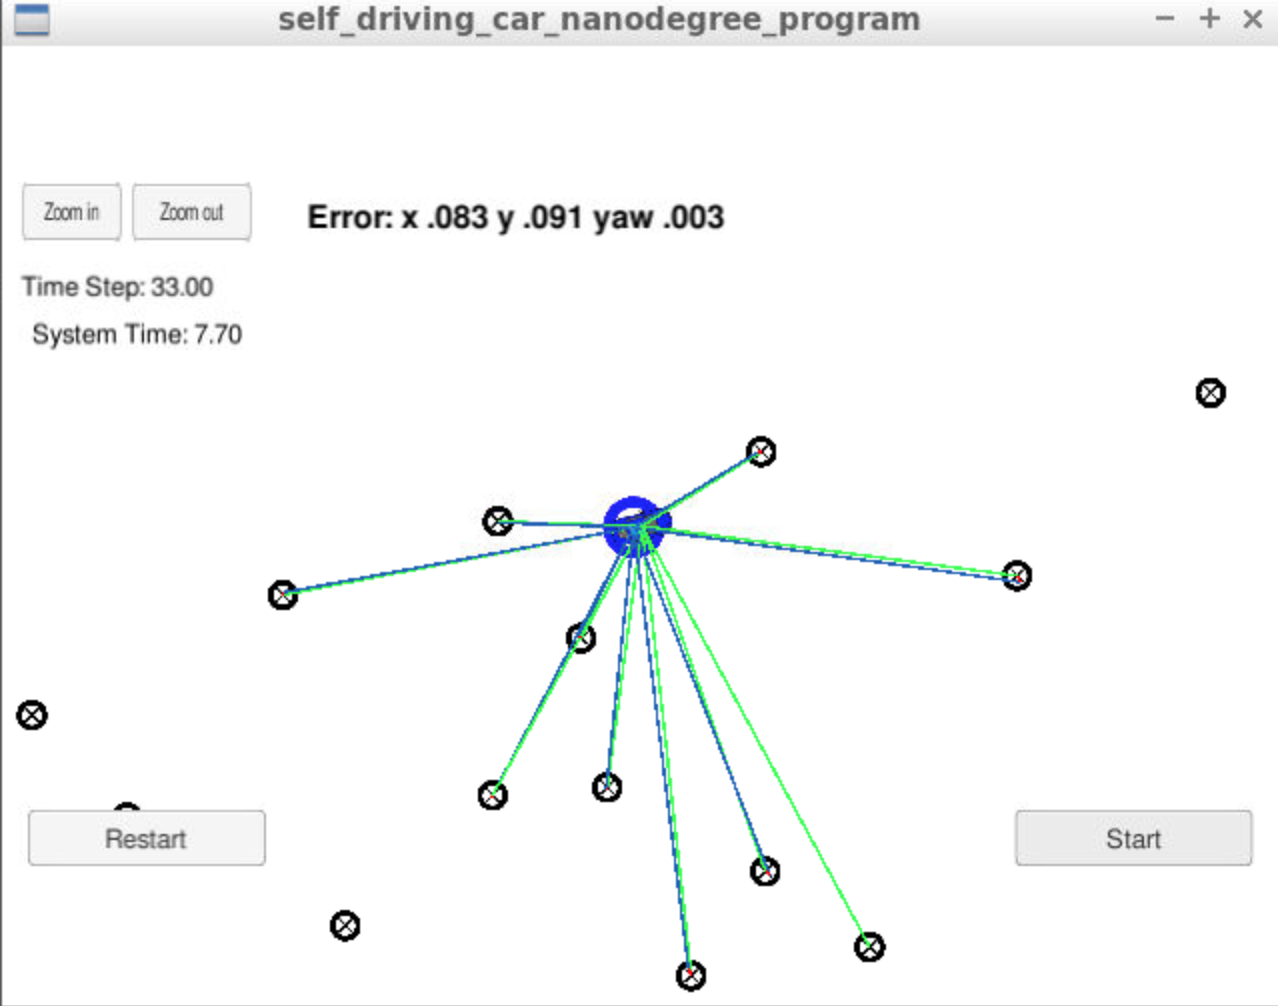 self_driving_car_nanodegree_program
Zoom in
Zoom out
Error: x .083 y .091 yaw .003
Time Step: 33.00
System Time: 7.70
Restart
Start